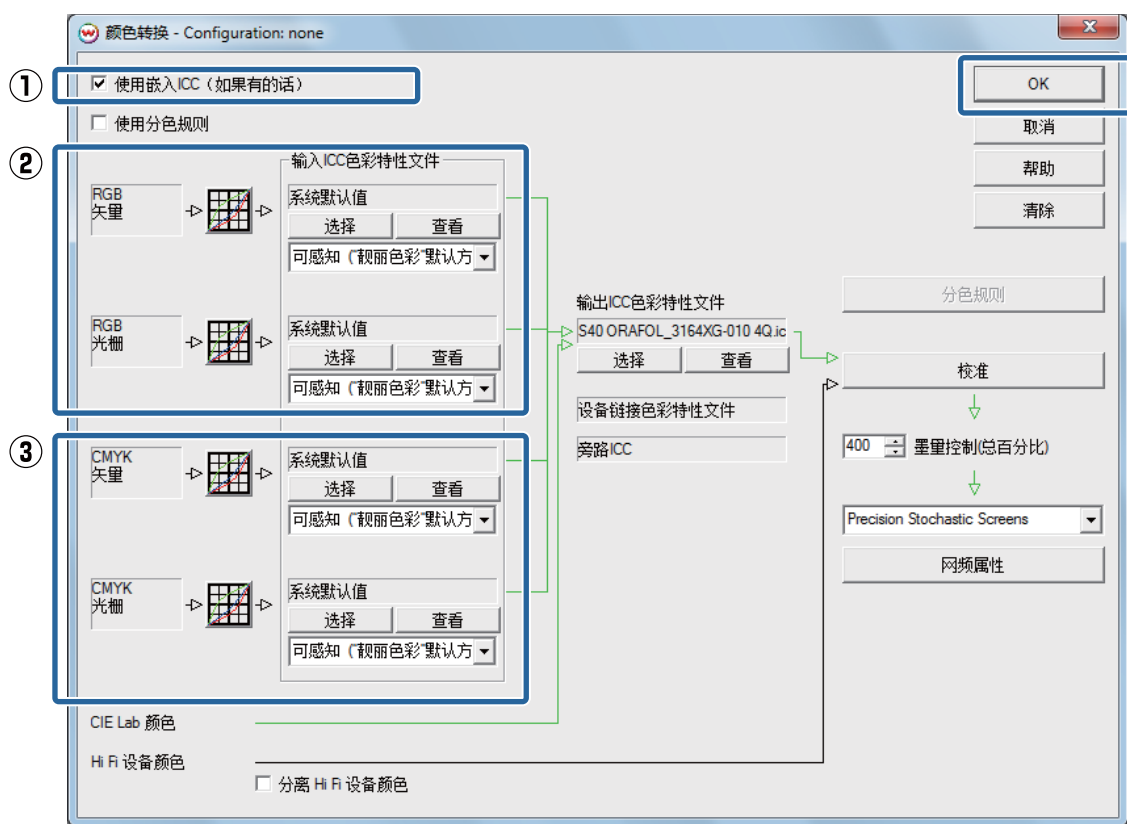 颜色转换 - Configuration: none
① 使用嵌入ICC（如果有的话）
OK
使用分色规则
取消
②
输入ICC色彩特性文件
帮助
RGB
矢量
系统默认值
选择 查看
清除
可感知（"靓丽色彩"默认方
分色规则
输出ICC色彩特性文件
RGB
光栅
系统默认值
S40 ORAFOL_3164XG-010 4Q.ic
选择 查看
选择 查看
校准
可感知（"靓丽色彩"默认方
设备链接色彩特性文件
③
CMYK
矢量
系统默认值
旁路ICC
400 墨量控制(总百分比)
选择 查看
可感知（"靓丽色彩"默认方
Precision Stochastic Screens
网频属性
CMYK
光栅
系统默认值
选择 查看
可感知（"靓丽色彩"默认方
CIE Lab 颜色
Hi Fi 设备颜色
分离 Hi Fi 设备颜色